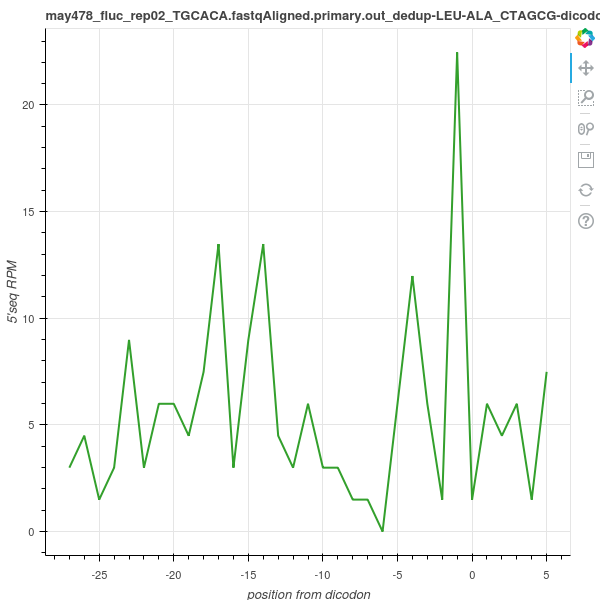 may478_fluc_rep02_TGCACA.fastqAligned.primary.out_dedup-LEU-ALA_CTAGCG-dicodo
20
15
10
5
0
5'seq RPM
-25 -20 -15 -10 -5 0 5
position from dicodon